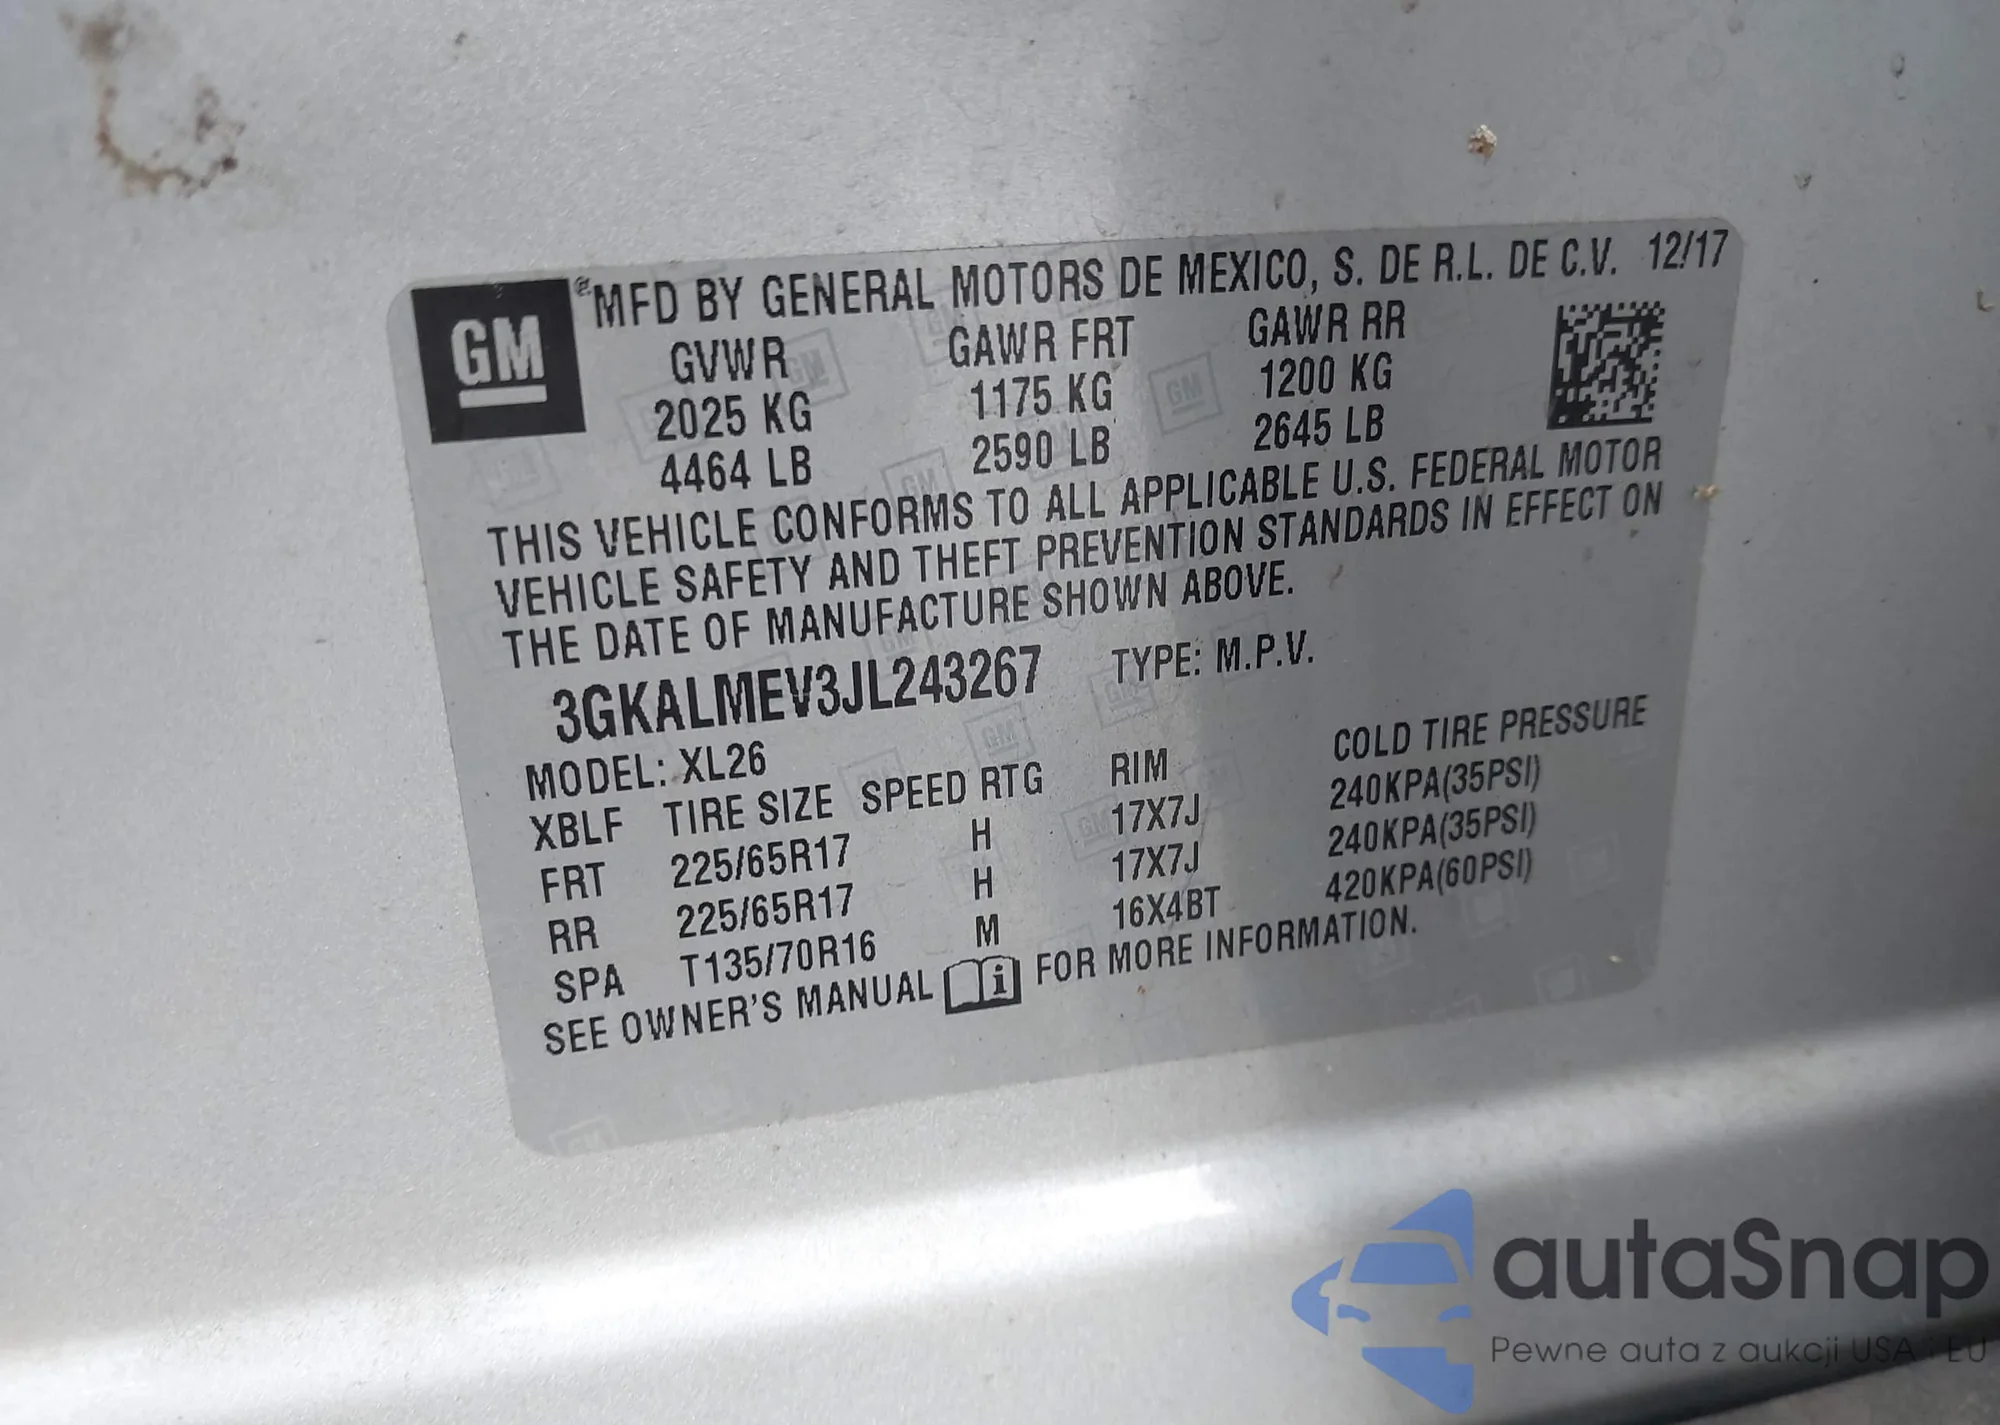 GM
MFD BY GENERAL MOTORS DE MEXICO, S. DE R.L. DE C.V. 12/17
GVWR GAWR FRT GAWR RR
2025 KG 1175 KG 1200 KG
4464 LB 2590 LB 2645 LB
THIS VEHICLE CONFORMS TO ALL APPLICABLE U.S. FEDERAL MOTOR
VEHICLE SAFETY AND THEFT PREVENTION STANDARDS IN EFFECT ON
THE DATE OF MANUFACTURE SHOWN ABOVE.
3GKALMEV3JL243267 TYPE: M.P.V.
MODEL: XL26
XBLF TIRE SIZE SPEED RTG RIM COLD TIRE PRESSURE
FRT 225/65R17 H 17X7J 240KPA(35PSI)
RR 225/65R17 H 17X7J 240KPA(35PSI)
SPA T135/70R16 M 16X4BT 420KPA(60PSI)
SEE OWNER'S MANUAL i FOR MORE INFORMATION.
autaSnap
Pewne auta z aukcji USA i EU